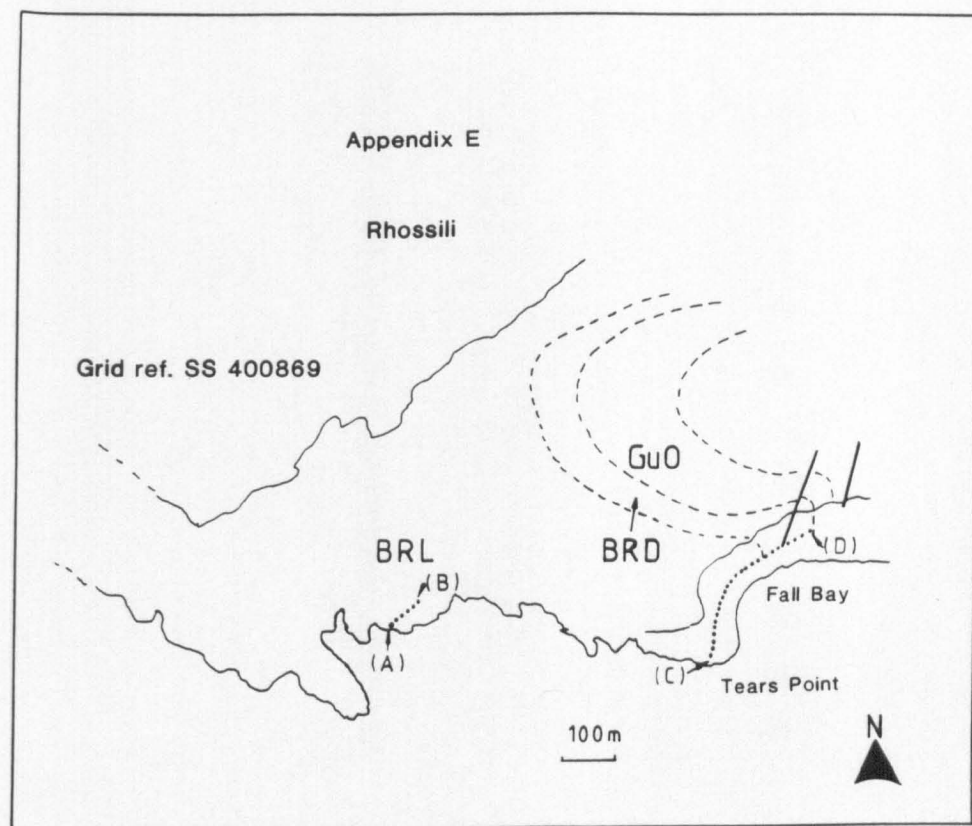 Appendix E
Rhossili
Grid ref. SS 400869
GuO
BRL
BRD
(B)
(D)
Fall Bay
(A)
(C)
Tears Point
100m
N